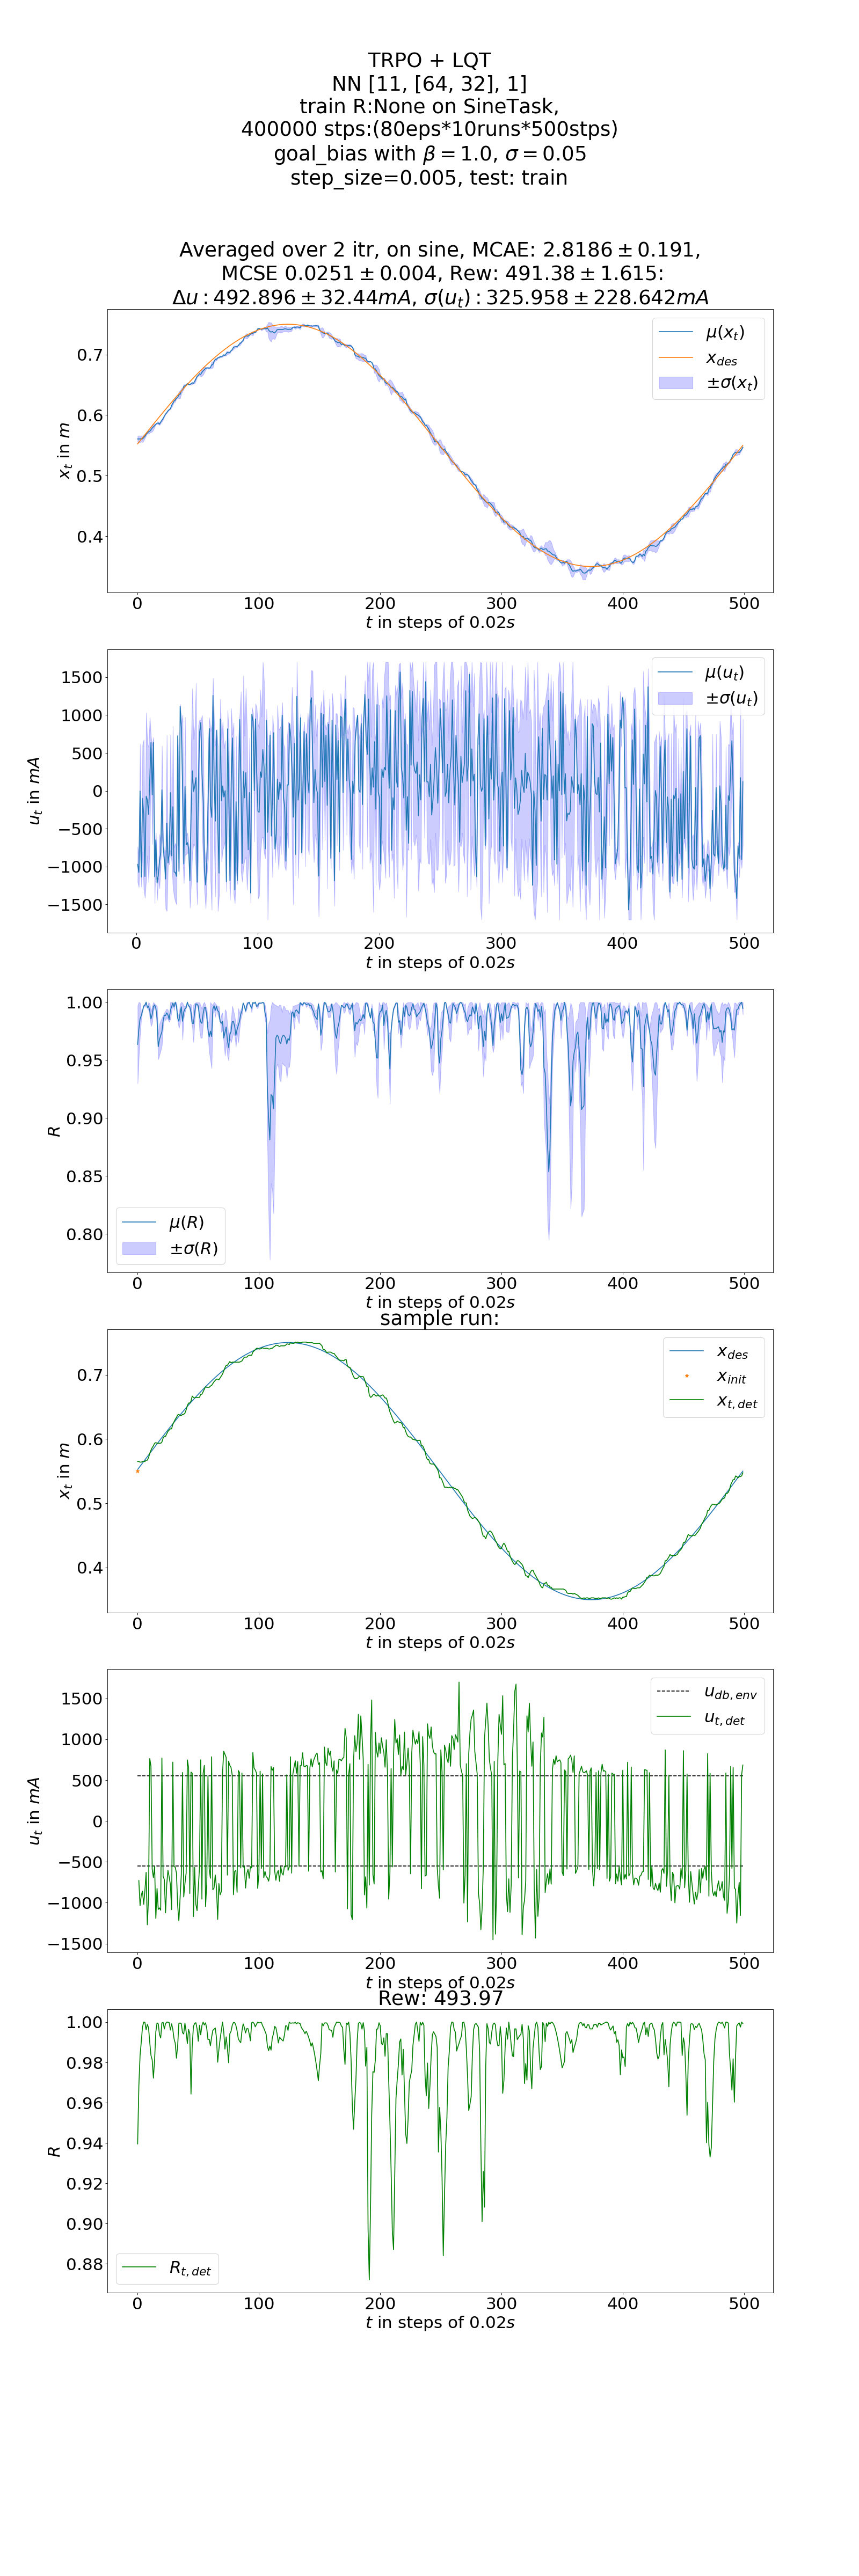 TRPO + LQT
NN [11, [64, 32], 1]
train R:None on SineTask,
400000 stps:(80eps*10runs*500stps)
goal_bias with β = 1.0, σ = 0.05
step_size=0.005, test: train
Averaged over 2 itr, on sine, MCAE: 2.8186 ± 0.191,
MCSE 0.0251 ± 0.004, Rew: 491.38 ± 1.615:
Δu : 492.896 ± 32.44mA, σ(u_t) : 325.958 ± 228.642mA
μ(x_t)
x_des
±σ(x_t)
0.7
0.6
0.5
0.4
x_t in m
0 100 200 300 400 500
t in steps of 0.02s
μ(u_t)
±σ(u_t)
1500
1000
500
0
−500
−1000
−1500
u_t in mA
0 100 200 300 400 500
t in steps of 0.02s
1.00
0.95
0.90
0.85
0.80
R
μ(R)
±σ(R)
0 100 200 300 400 500
t in steps of 0.02s
sample run:
x_des
x_init
x_t,det
0.7
0.6
0.5
0.4
x_t in m
0 100 200 300 400 500
t in steps of 0.02s
u_db,env
u_t,det
1500
1000
500
0
−500
−1000
−1500
u_t in mA
0 100 200 300 400 500
t in steps of 0.02s
Rew: 493.97
1.00
0.98
0.96
0.94
0.92
0.90
0.88
R
R_t,det
0 100 200 300 400 500
t in steps of 0.02s